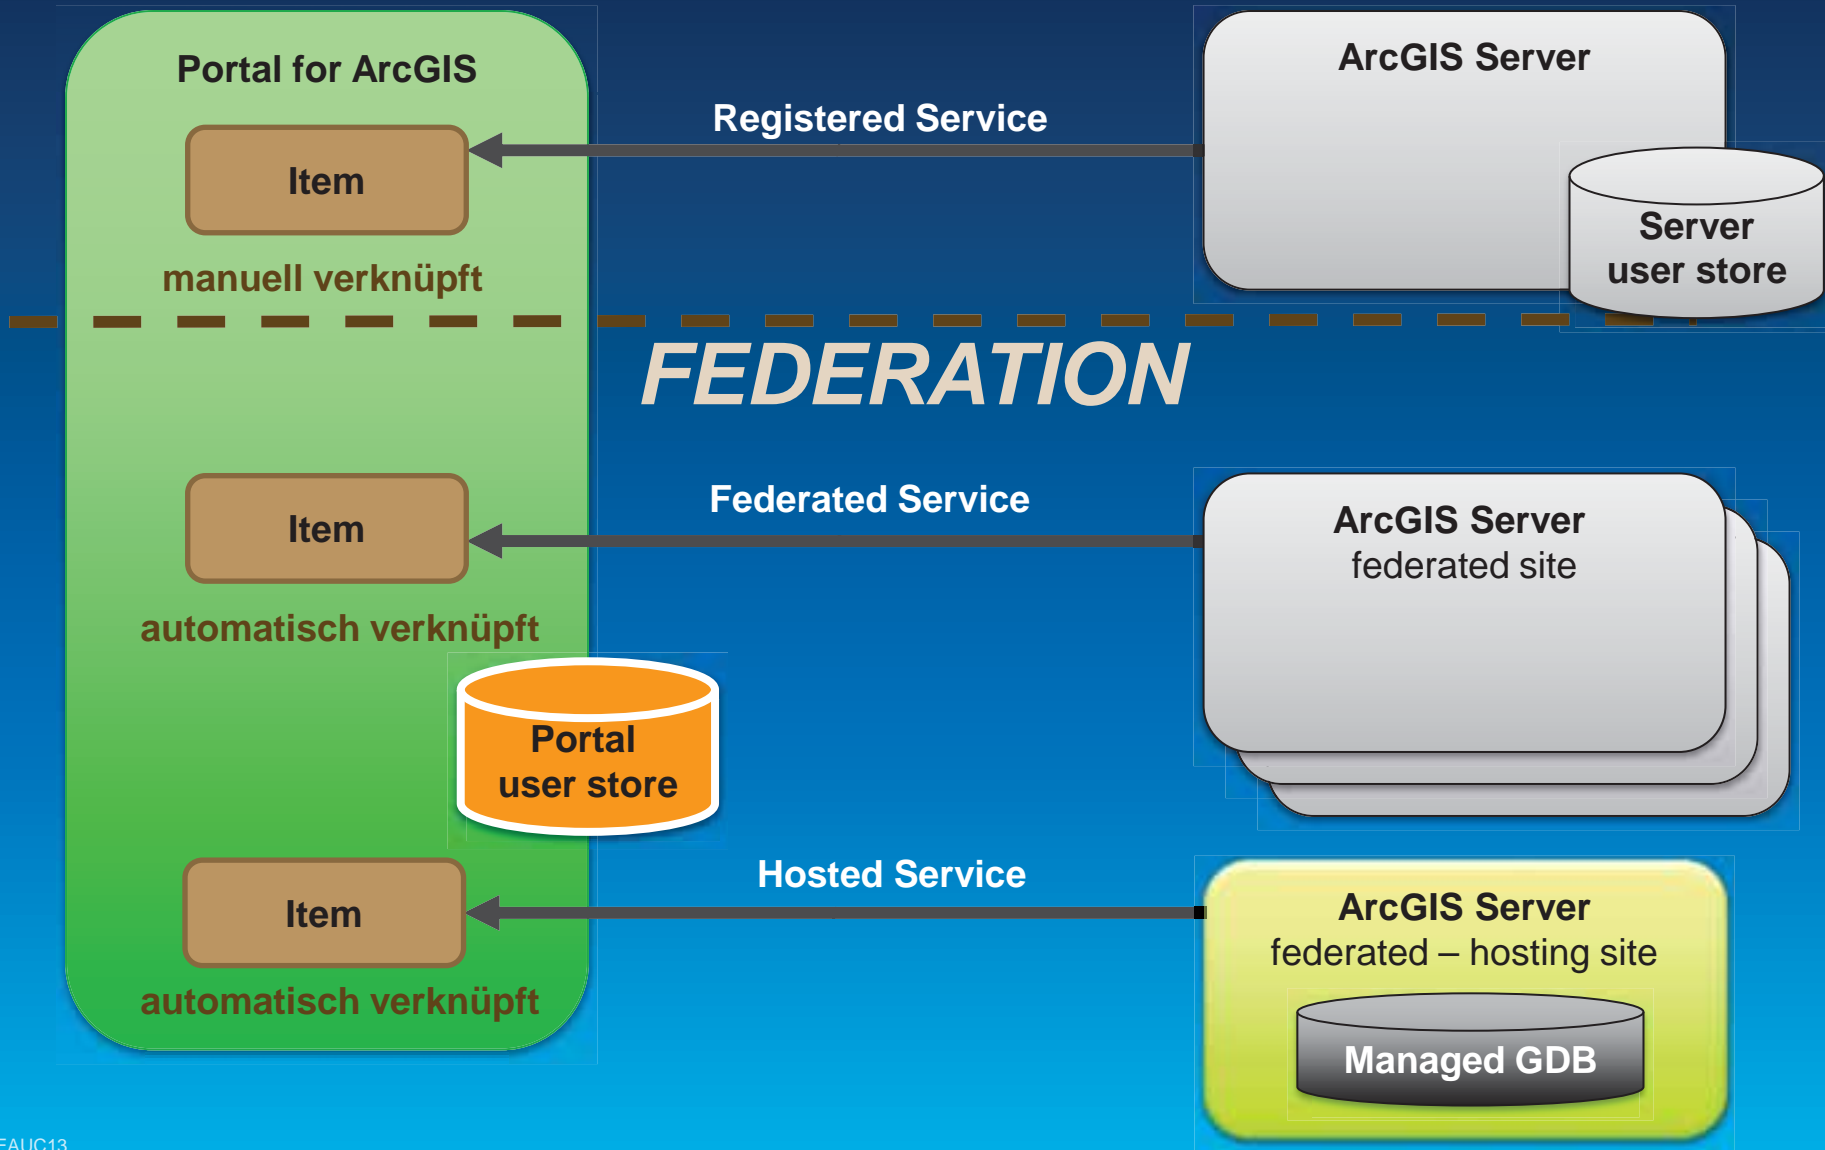 Portal for ArcGIS
ArcGIS Server
Registered Service
Item
manuell verknüpft
Server
user store
FEDERATION
Federated Service
Item
automatisch verknüpft
ArcGIS Server
federated site
Portal
user store
Hosted Service
Item
automatisch verknüpft
ArcGIS Server
federated – hosting site
Managed GDB
EAUC13